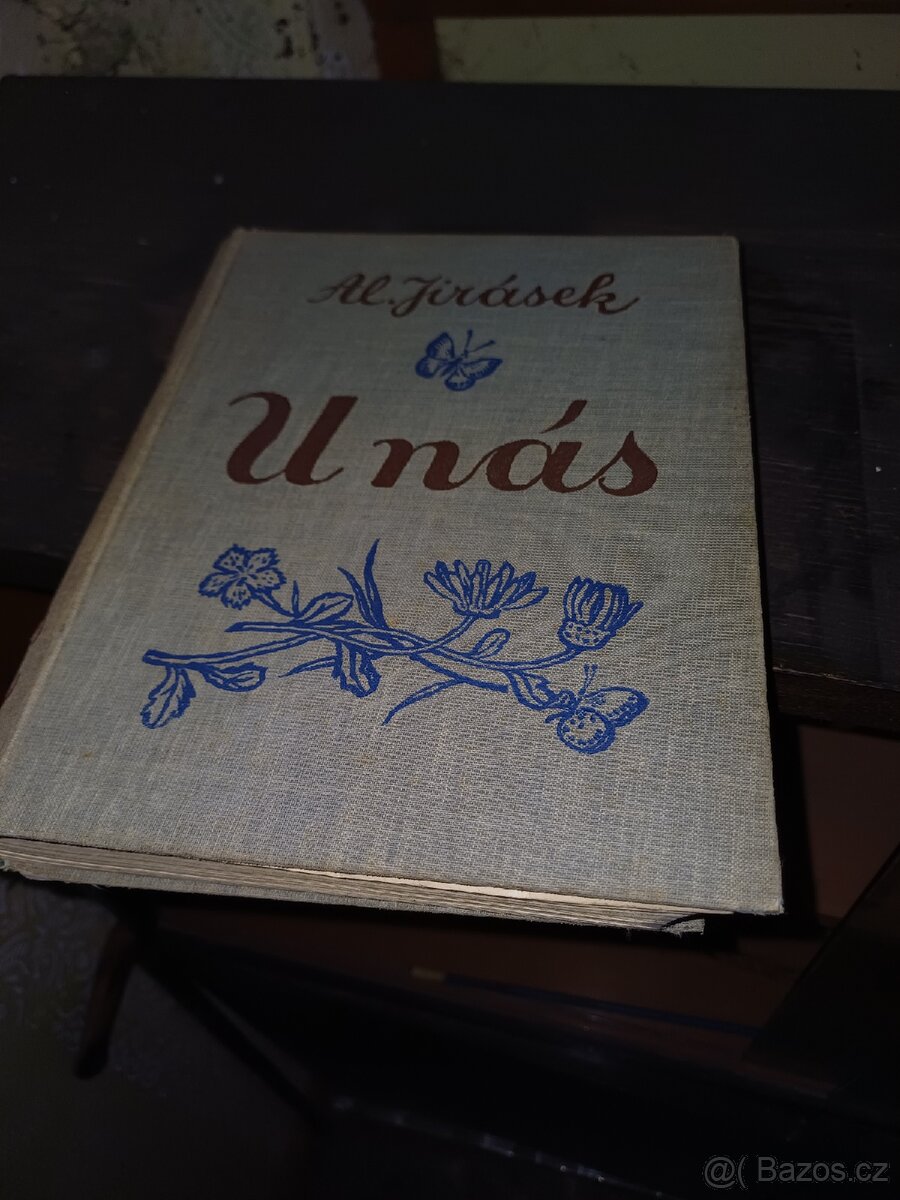 Al. Jirásek
U nás
@( Bazos.cz